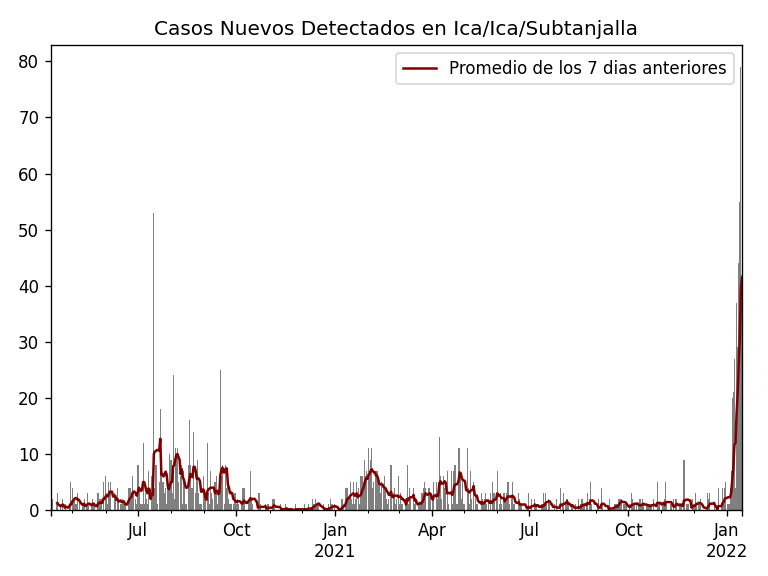 Casos Nuevos Detectados en Ica/Ica/Subtanjalla
Promedio de los 7 dias anteriores
80
70
60
50
40
30
20
10
0
Jul
Oct
Jan
2021
Apr
Jul
Oct
Jan
2022